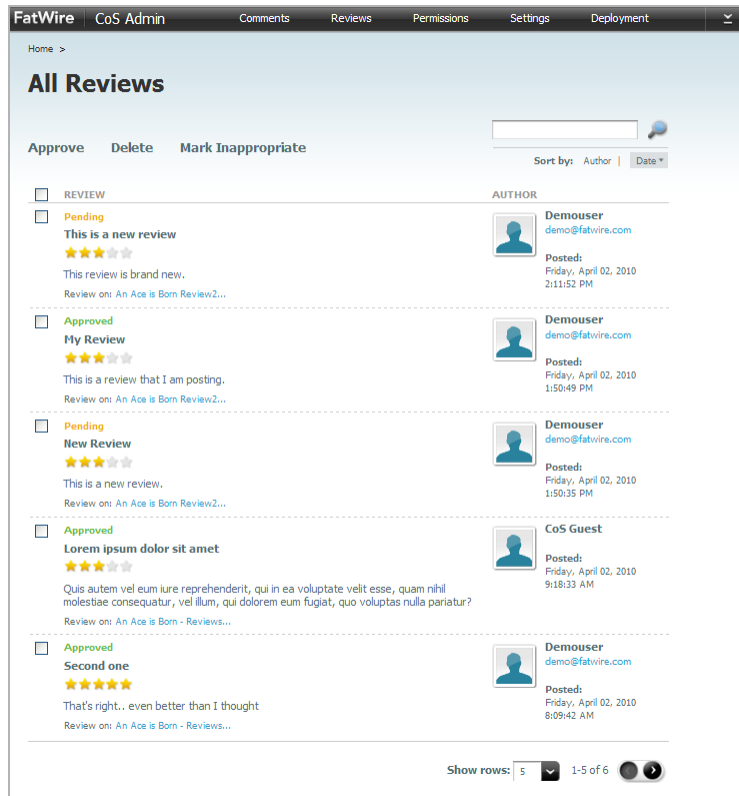 FatWire CoS Admin Comments Reviews Permissions Settings Deployment
Home >
All Reviews
Approve Delete Mark Inappropriate
Sort by: Author | Date
REVIEW AUTHOR
Pending
This is a new review
This review is brand new.
Review on: An Ace is Born Review2...
Demouser
demo@fatwire.com
Posted:
Friday, April 02, 2010
2:11:52 PM
Approved
My Review
This is a review that I am posting.
Review on: An Ace is Born Review2...
Demouser
demo@fatwire.com
Posted:
Friday, April 02, 2010
1:50:49 PM
Pending
New Review
This is a new review.
Review on: An Ace is Born Review2...
Demouser
demo@fatwire.com
Posted:
Friday, April 02, 2010
1:50:35 PM
Approved
Lorem ipsum dolor sit amet
Quis autem vel eum iure reprehenderit, qui in ea voluptate velit esse, quam nihil
molestiae consequatur, vel illum, qui dolorem eum fugiat, quo voluptas nulla pariatur?
Review on: An Ace is Born - Reviews...
CoS Guest
Posted:
Friday, April 02, 2010
9:18:33 AM
Approved
Second one
That's right.. even better than I thought
Review on: An Ace is Born - Reviews...
Demouser
demo@fatwire.com
Posted:
Friday, April 02, 2010
8:09:42 AM
Show rows: 5 1-5 of 6